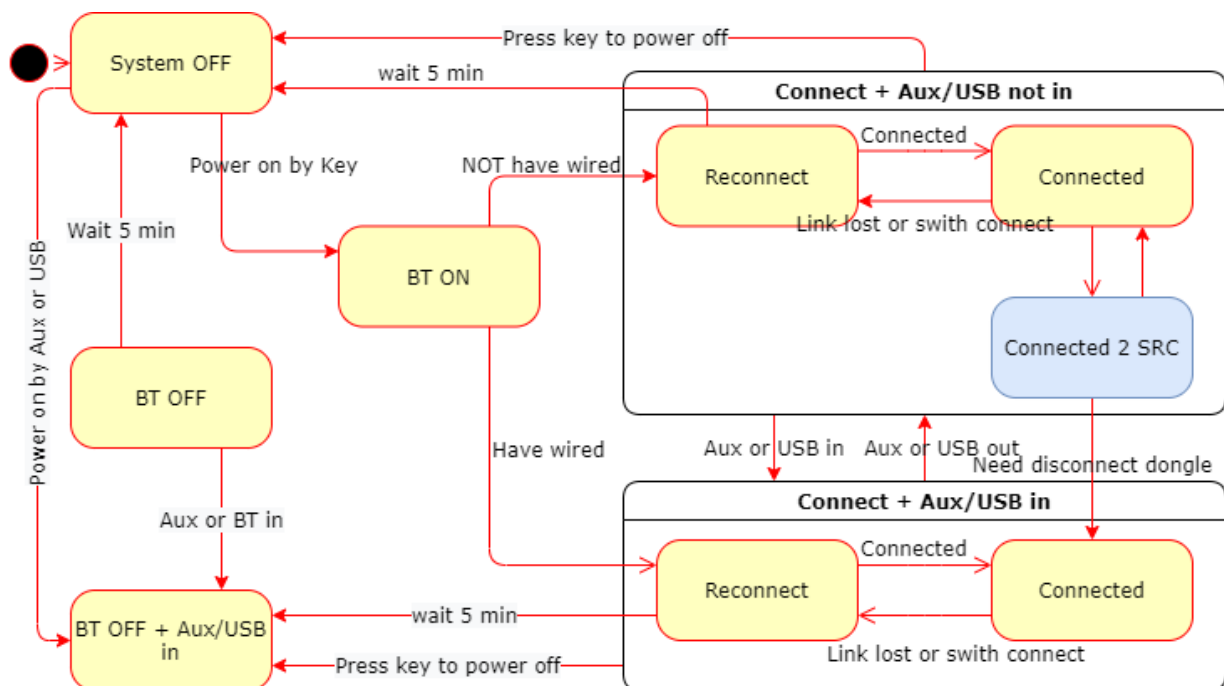 Press key to power off
System OFF
wait 5 min
Connect + Aux/USB not in
Connected
Power on by Key
NOT have wired
Reconnect
Connected
Link lost or swith connect
Wait 5 min
BT ON
Power on by Aux or USB
Connected 2 SRC
BT OFF
Have wired
Aux or USB in
Aux or USB out
Need disconnect dongle
Connect + Aux/USB in
Aux or BT in
Connected
Reconnect
Connected
wait 5 min
BT OFF + Aux/USB
in
Link lost or swith connect
Press key to power off